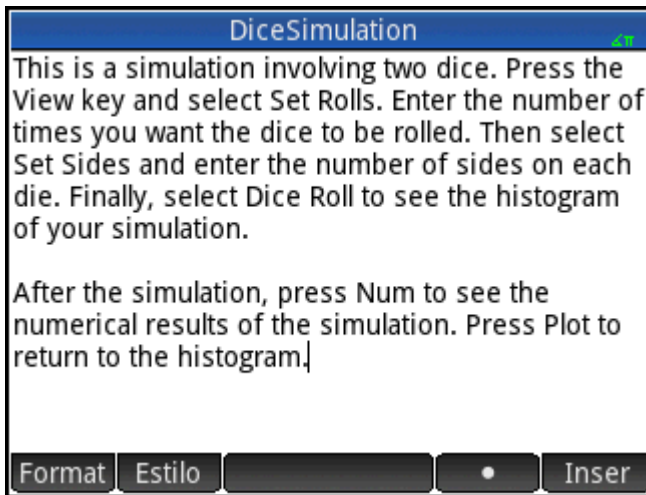 DiceSimulation
∡π
This is a simulation involving two dice. Press the
View key and select Set Rolls. Enter the number of
times you want the dice to be rolled. Then select
Set Sides and enter the number of sides on each
die. Finally, select Dice Roll to see the histogram
of your simulation.
After the simulation, press Num to see the
numerical results of the simulation. Press Plot to
return to the histogram.
Format Estilo • Inser